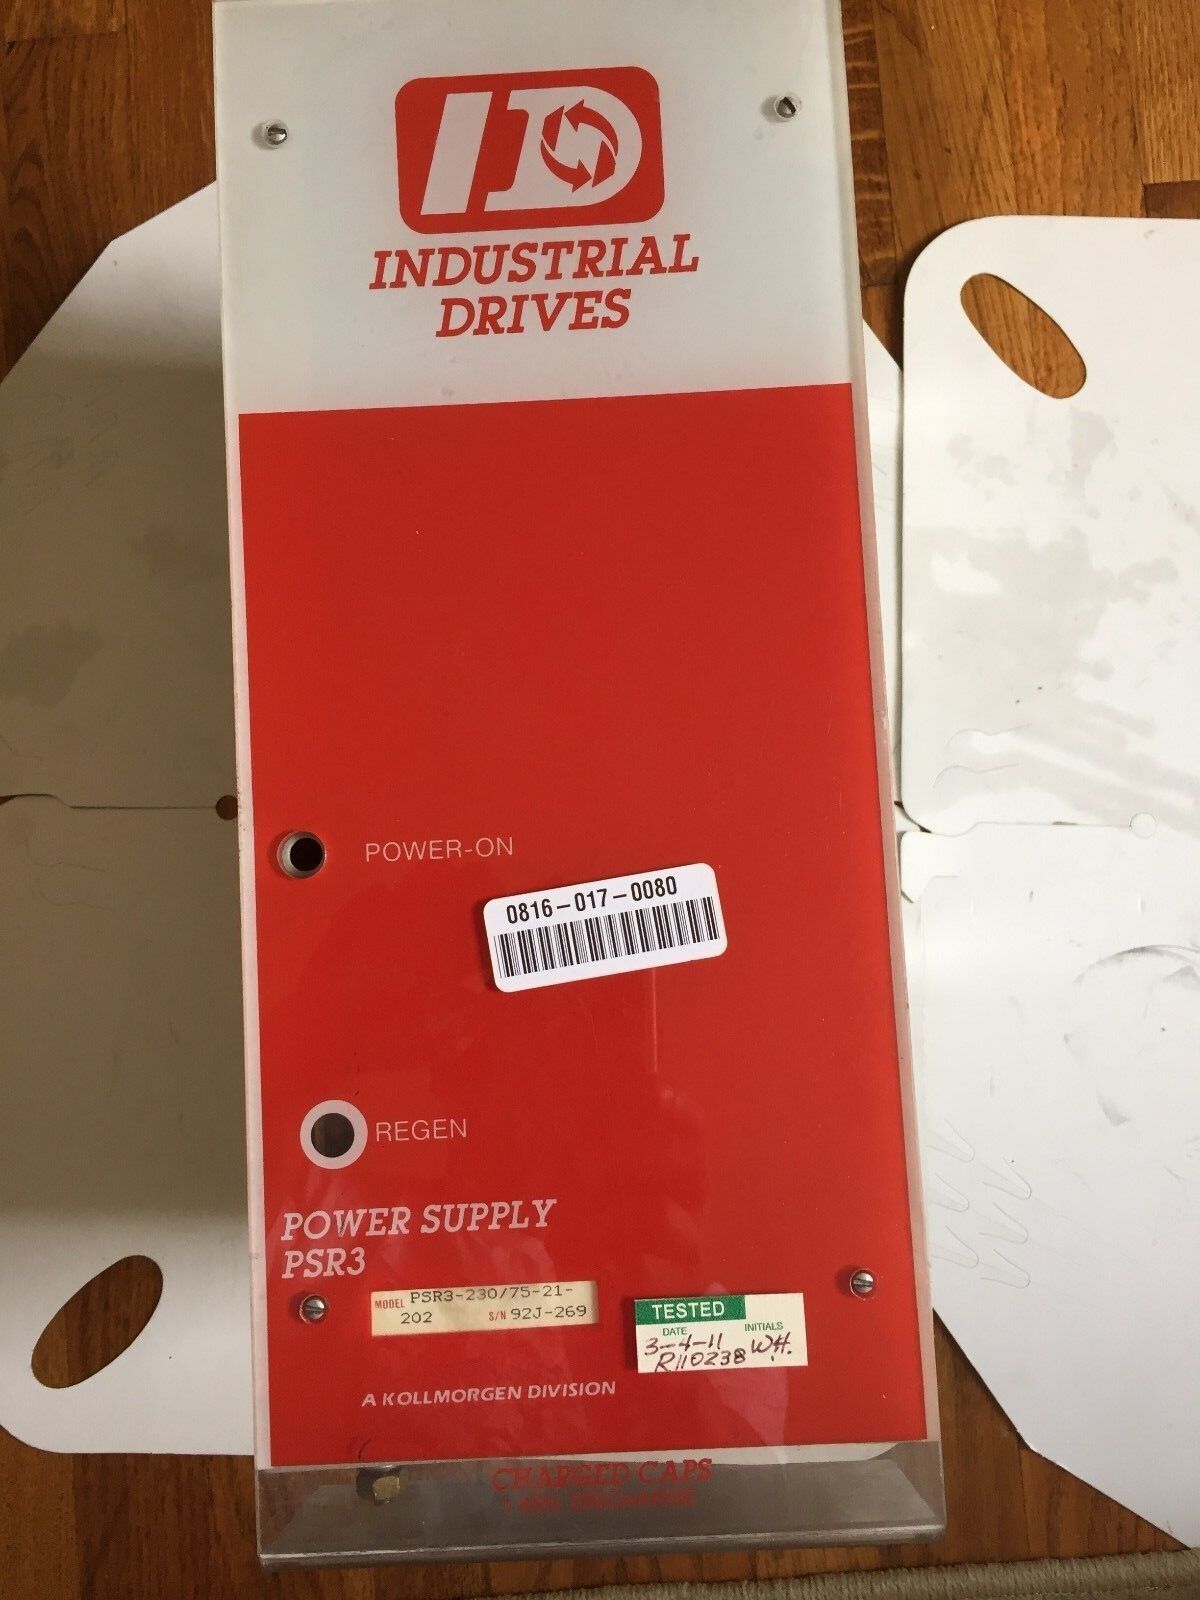 ID
INDUSTRIAL
DRIVES
POWER-ON
0816-017-0080
REGEN
POWER SUPPLY
PSR3
MODEL PSR3-230/75-21-
202 S/N 92J-269
TESTED
DATE INITIALS
3-4-11 WH.
R110238
A KOLLMORGEN DIVISION
CHARGED CAPS
DISCHARGE